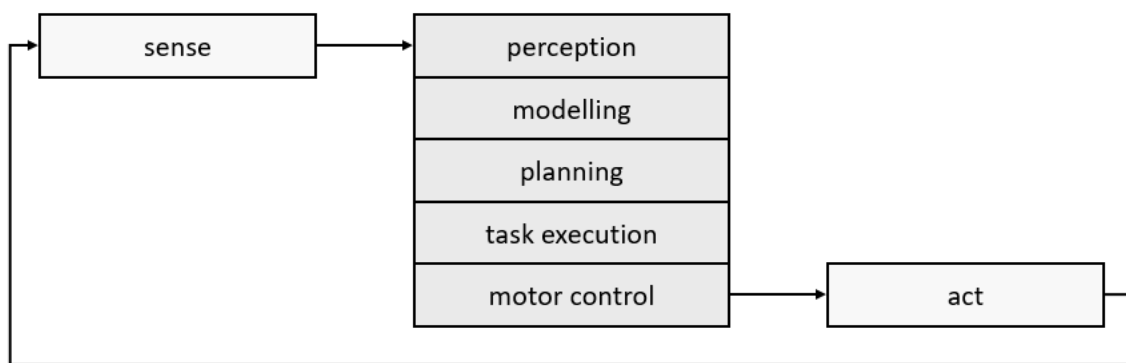 sense
perception
modelling
planning
task execution
motor control
act